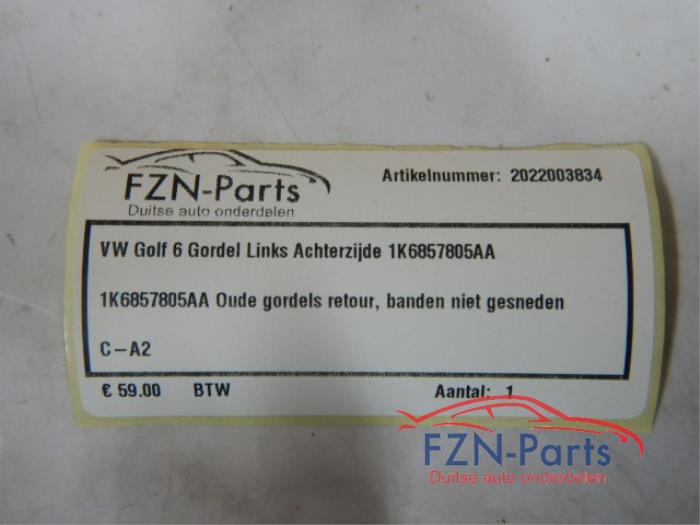 FZN-Parts
Duitse auto onderdelen
Artikelnummer: 2022003834
VW Golf 6 Gordel Links Achterzijde 1K6857805AA
1K6857805AA Oude gordels retour, banden niet gesneden
C-A2
€ 59.00 BTW Aantal: 1
FZN-Parts
Duitse auto onderdelen